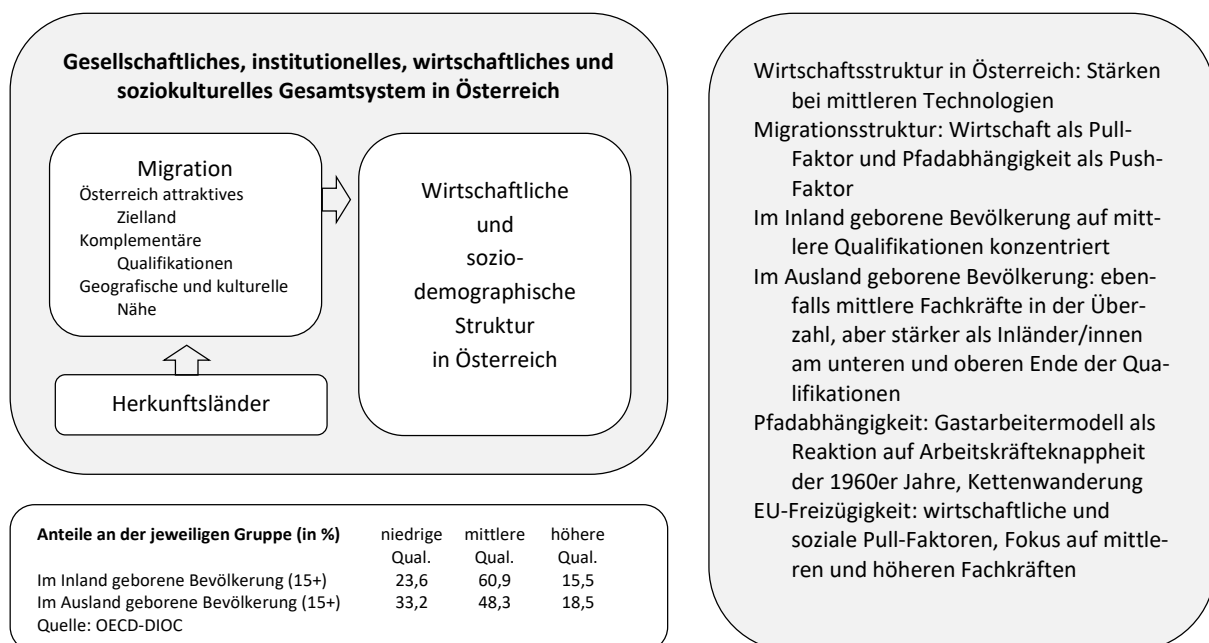 Gesellschaftliches, institutionelles, wirtschaftliches und
soziokulturelles Gesamtsystem in Österreich
Migration
Österreich attraktives
Zielland
Komplementäre
Qualifikationen
Geografische und kulturelle
Nähe
Herkunftsländer
Wirtschaftliche
und
sozio-
demographische
Struktur
in Österreich
Anteile an der jeweiligen Gruppe (in %) niedrige mittlere höhere
Qual. Qual. Qual.
Im Inland geborene Bevölkerung (15+) 23,6 60,9 15,5
Im Ausland geborene Bevölkerung (15+) 33,2 48,3 18,5
Quelle: OECD-DIOC
Wirtschaftsstruktur in Österreich: Stärken
bei mittleren Technologien
Migrationsstruktur: Wirtschaft als Pull-
Faktor und Pfadabhängigkeit als Push-
Faktor
Im Inland geborene Bevölkerung auf mitt-
lere Qualifikationen konzentriert
Im Ausland geborene Bevölkerung: eben-
falls mittlere Fachkräfte in der Über-
zahl, aber stärker als Inländer/innen
am unteren und oberen Ende der Qua-
lifikationen
Pfadabhängigkeit: Gastarbeitermodell als
Reaktion auf Arbeitskräfteknappheit
der 1960er Jahre, Kettenwanderung
EU-Freizügigkeit: wirtschaftliche und
soziale Pull-Faktoren, Fokus auf mittle-
ren und höheren Fachkräften